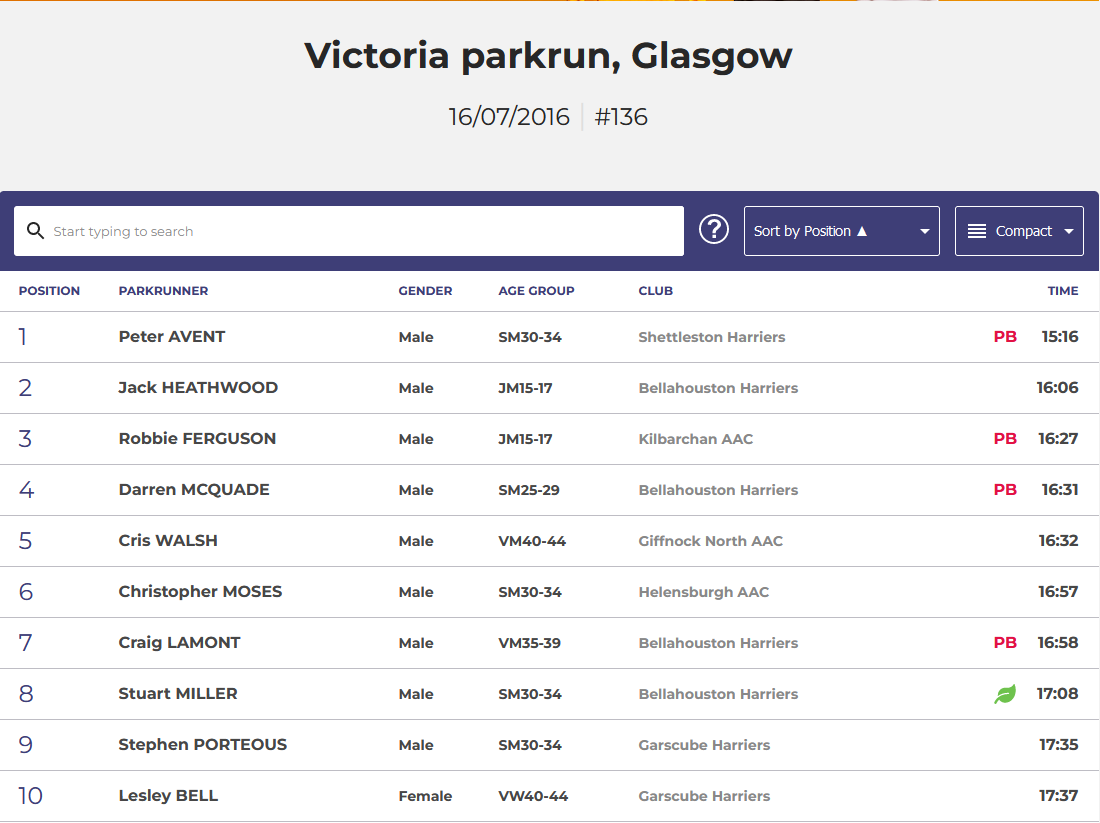 Victoria parkrun, Glasgow
16/07/2016 #136
Start typing to search ? Sort by Position ▲ Compact
POSITION PARKRUNNER GENDER AGE GROUP CLUB TIME
1 Peter AVENT Male SM30-34 Shettleston Harriers PB 15:16
2 Jack HEATHWOOD Male JM15-17 Bellahouston Harriers 16:06
3 Robbie FERGUSON Male JM15-17 Kilbarchan AAC PB 16:27
4 Darren MCQUADE Male SM25-29 Bellahouston Harriers PB 16:31
5 Cris WALSH Male VM40-44 Giffnock North AAC 16:32
6 Christopher MOSES Male SM30-34 Helensburgh AAC 16:57
7 Craig LAMONT Male VM35-39 Bellahouston Harriers PB 16:58
8 Stuart MILLER Male SM30-34 Bellahouston Harriers 17:08
9 Stephen PORTEOUS Male SM30-34 Garscube Harriers 17:35
10 Lesley BELL Female VW40-44 Garscube Harriers 17:37